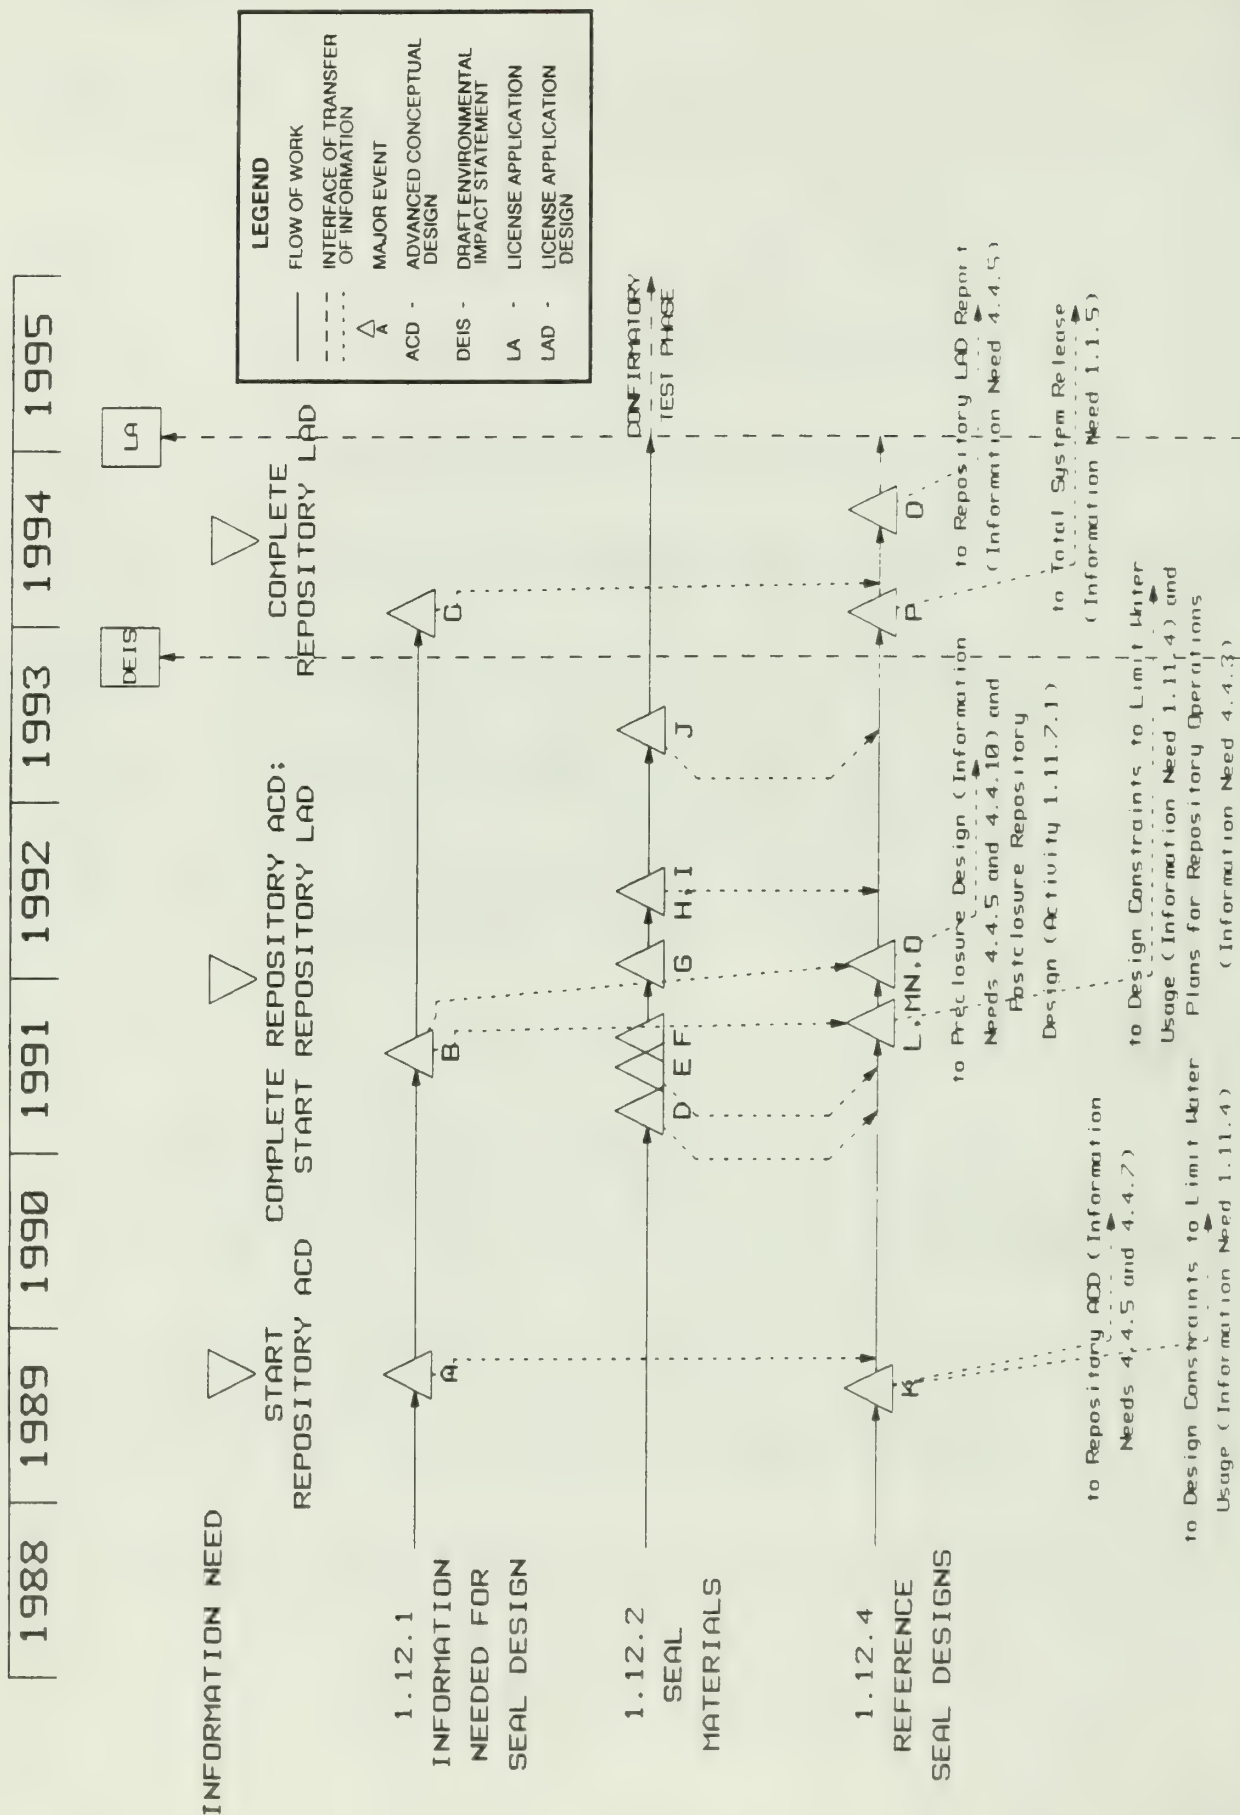 1988 1989 1990 1991 1992 1993 1994 1995
DEIS
LA
INFORMATION NEED
START
REPOSITORY ACD
COMPLETE REPOSITORY ACD;
START REPOSITORY LAD
COMPLETE
REPOSITORY LAD
LEGEND
FLOW OF WORK
INTERFACE OF TRANSFER
OF INFORMATION
A
MAJOR EVENT
ACD - ADVANCED CONCEPTUAL
DESIGN
DEIS - DRAFT ENVIRONMENTAL
IMPACT STATEMENT
LA - LICENSE APPLICATION
LAD - LICENSE APPLICATION
DESIGN
1.12.1
INFORMATION
NEEDED FOR
SEAL DESIGN
A B C
1.12.2
SEAL
MATERIALS
D E F G H, I J
CONFIRMATORY
TEST PHASE
1.12.4
REFERENCE
SEAL DESIGNS
K L, MN, Q P O
to Repository ACD (Information
Needs 4.4.5 and 4.4.7)
to Design Constraints to Limit Water
Usage (Information Need 1.11.4)
to Preclosure Design (Information
Needs 4.4.5 and 4.4.10) and
Postclosure Repository
Design (Activity 1.11.7.1)
to Design Constraints to Limit Water
Usage (Information Need 1.11.4) and
Plans for Repository Operations
(Information Need 4.4.3)
to Repository LAD Report
(Information Need 4.4.5)
to Total System Release
(Information Need 1.1.5)